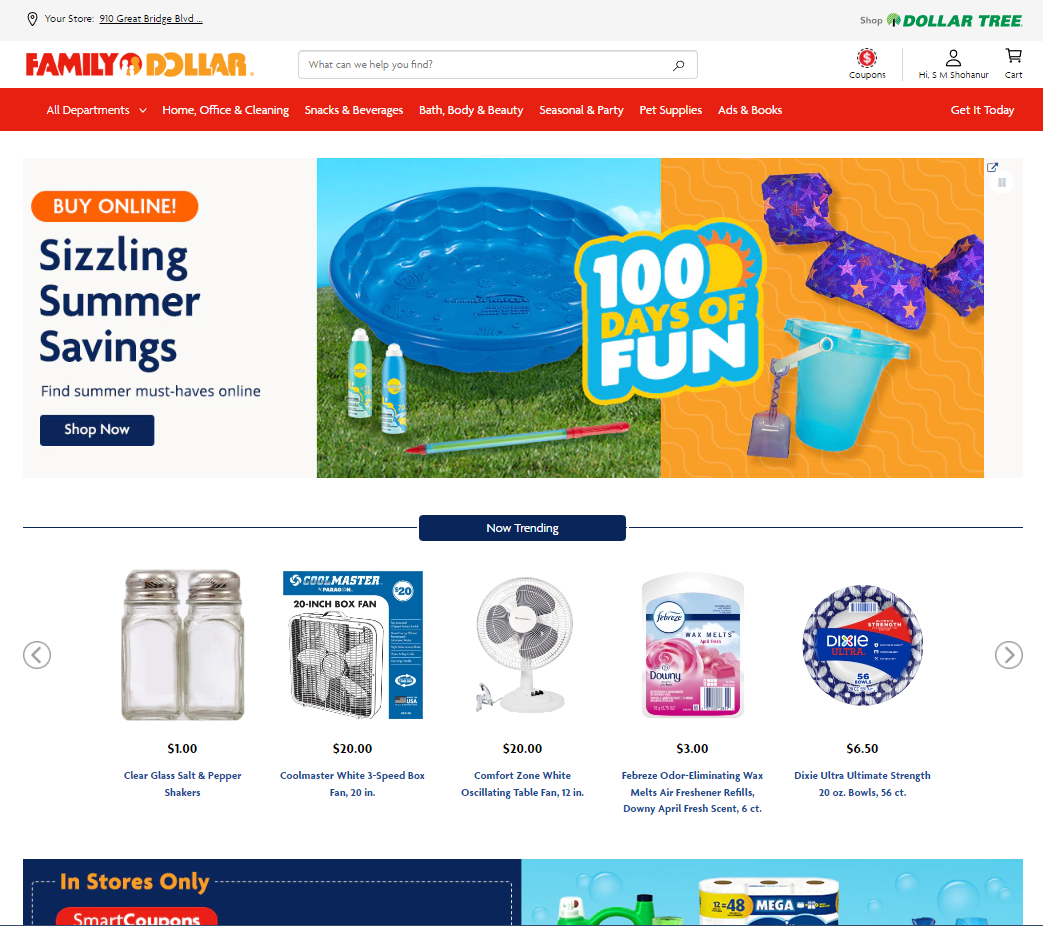 Your Store: 910 Great Bridge Blvd ...
Shop DOLLAR TREE
FAMILY DOLLAR
What can we help you find?
Coupons
Hi, S M Shohanur
Cart
All Departments Home, Office & Cleaning Snacks & Beverages Bath, Body & Beauty Seasonal & Party Pet Supplies Ads & Books Get It Today
BUY ONLINE!
Sizzling
Summer
Savings
Find summer must-haves online
Shop Now
100
DAYS OF
FUN
Now Trending
COOLMASTER
BY PARAGON
$20
20-INCH BOX FAN
febreze
WAX MELTS
April Fresh
Downy
STRENGTH
DIXIE
ULTRA
56
BOWLS
$1.00
Clear Glass Salt & Pepper
Shakers
$20.00
Coolmaster White 3-Speed Box
Fan, 20 in.
$20.00
Comfort Zone White
Oscillating Table Fan, 12 in.
$3.00
Febreze Odor-Eliminating Wax
Melts Air Freshener Refills,
Downy April Fresh Scent, 6 ct.
$6.50
Dixie Ultra Ultimate Strength
20 oz. Bowls, 56 ct.
In Stores Only
SmartCoupons
12=48 MEGA